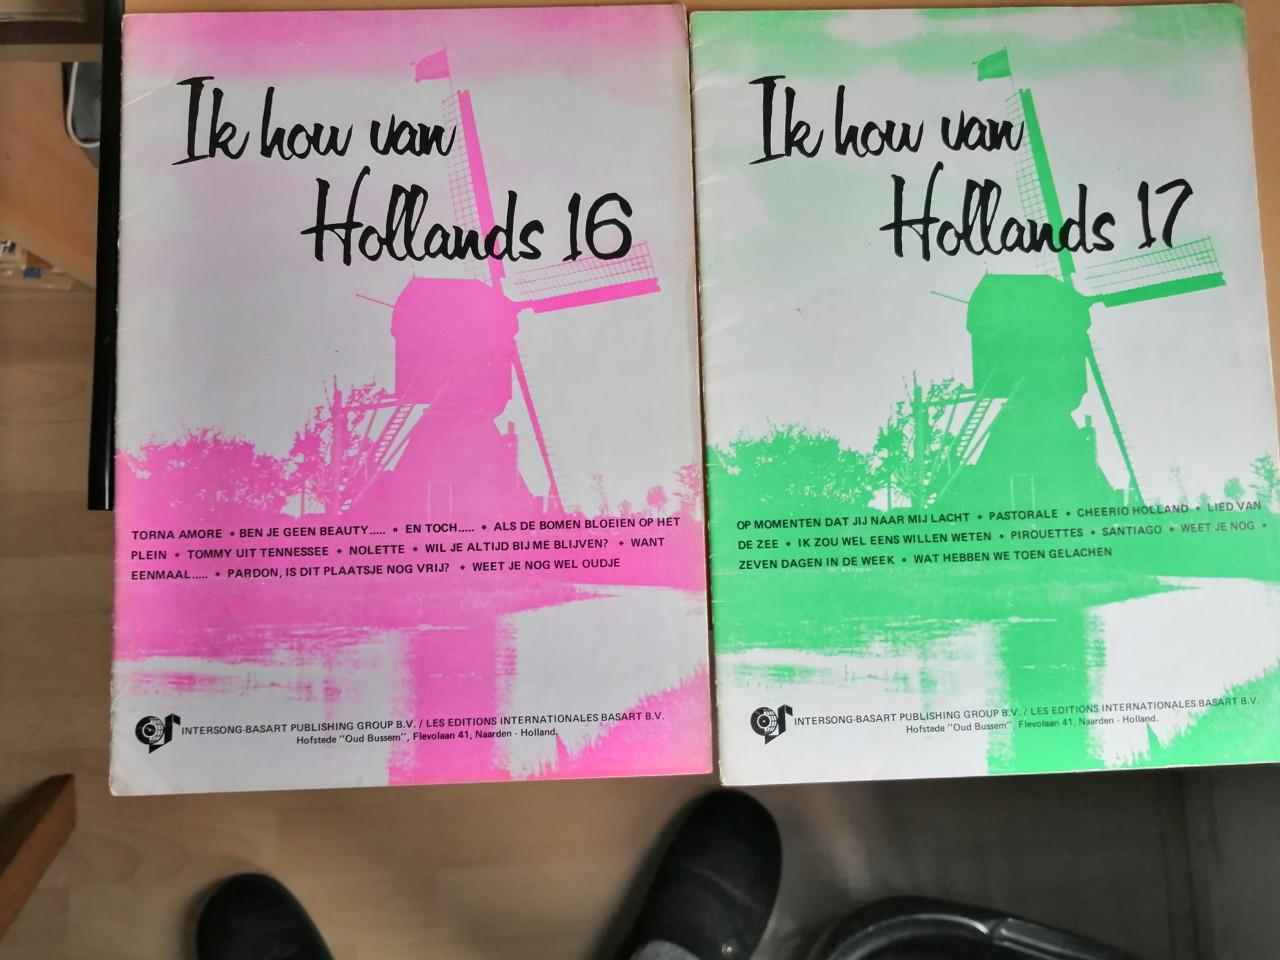 Ik hou van
Hollands 16
TORNA AMORE * BEN JE GEEN BEAUTY..... * EN TOCH..... * ALS DE BOMEN BLOEIEN OP HET
PLEIN * TOMMY UIT TENNESSEE * NOLETTE * WIL JE ALTIJD BIJ ME BLIJVEN? * WANT
EENMAAL..... * PARDON, IS DIT PLAATSJE NOG VRIJ? * WEET JE NOG WEL OUDJE
INTERSONG-BASART PUBLISHING GROUP B.V. / LES EDITIONS INTERNATIONALES BASART B.V.
Hofstede "Oud Bussem", Flevolaan 41, Naarden - Holland.
Ik hou van
Hollands 17
OP MOMENTEN DAT JIJ NAAR MIJ LACHT * PASTORALE * CHEERIO HOLLAND * LIED VAN
DE ZEE * IK ZOU WEL EENS WILLEN WETEN * PIROUETTES * SANTIAGO * WEET JE NOG *
ZEVEN DAGEN IN DE WEEK * WAT HEBBEN WE TOEN GELACHEN
INTERSONG-BASART PUBLISHING GROUP B.V. / LES EDITIONS INTERNATIONALES BASART B.V.
Hofstede "Oud Bussem", Flevolaan 41, Naarden - Holland.